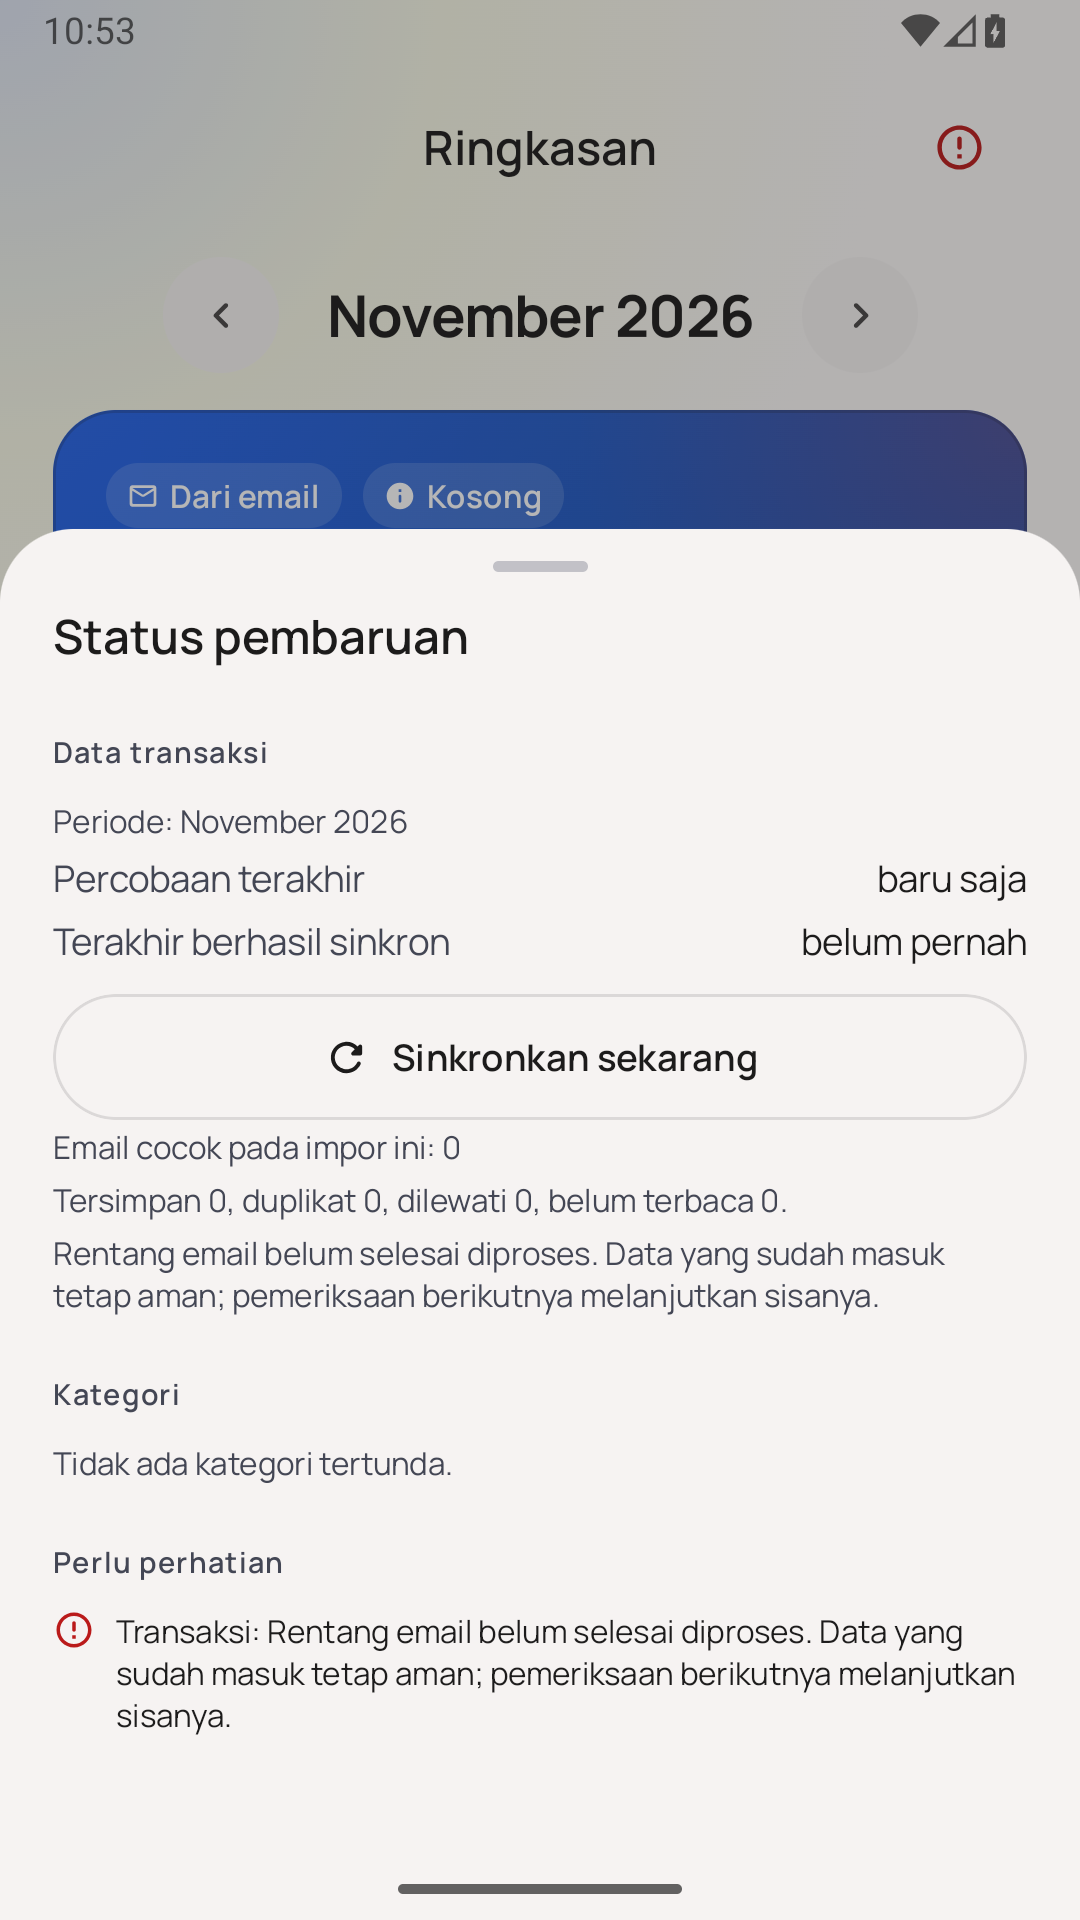 10:53
Ringkasan
November 2026
Dari email
Kosong
Status pembaruan
Data transaksi
Periode: November 2026
Percobaan terakhir
baru saja
Terakhir berhasil sinkron
belum pernah
Sinkronkan sekarang
Email cocok pada impor ini: 0
Tersimpan 0, duplikat 0, dilewati 0, belum terbaca 0.
Rentang email belum selesai diproses. Data yang sudah masuk
tetap aman; pemeriksaan berikutnya melanjutkan sisanya.
Kategori
Tidak ada kategori tertunda.
Perlu perhatian
Transaksi: Rentang email belum selesai diproses. Data yang
sudah masuk tetap aman; pemeriksaan berikutnya melanjutkan
sisanya.